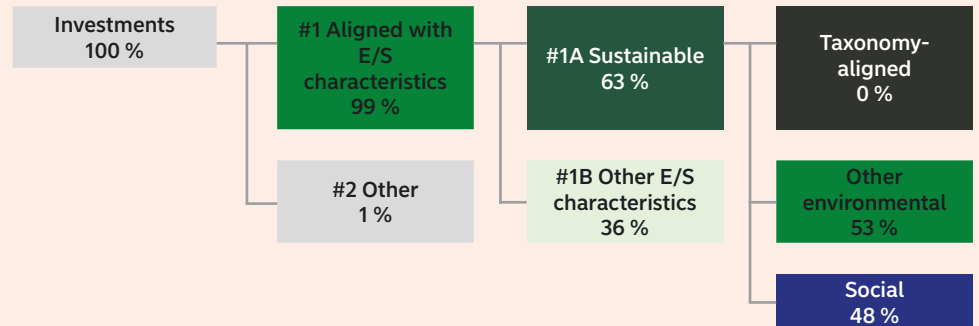 Investments
100 %
#1 Aligned with
E/S
characteristics
99 %
#1A Sustainable
63 %
Taxonomy-
aligned
0 %
#2 Other
1 %
#1B Other E/S
characteristics
36 %
Other
environmental
53 %
Social
48 %